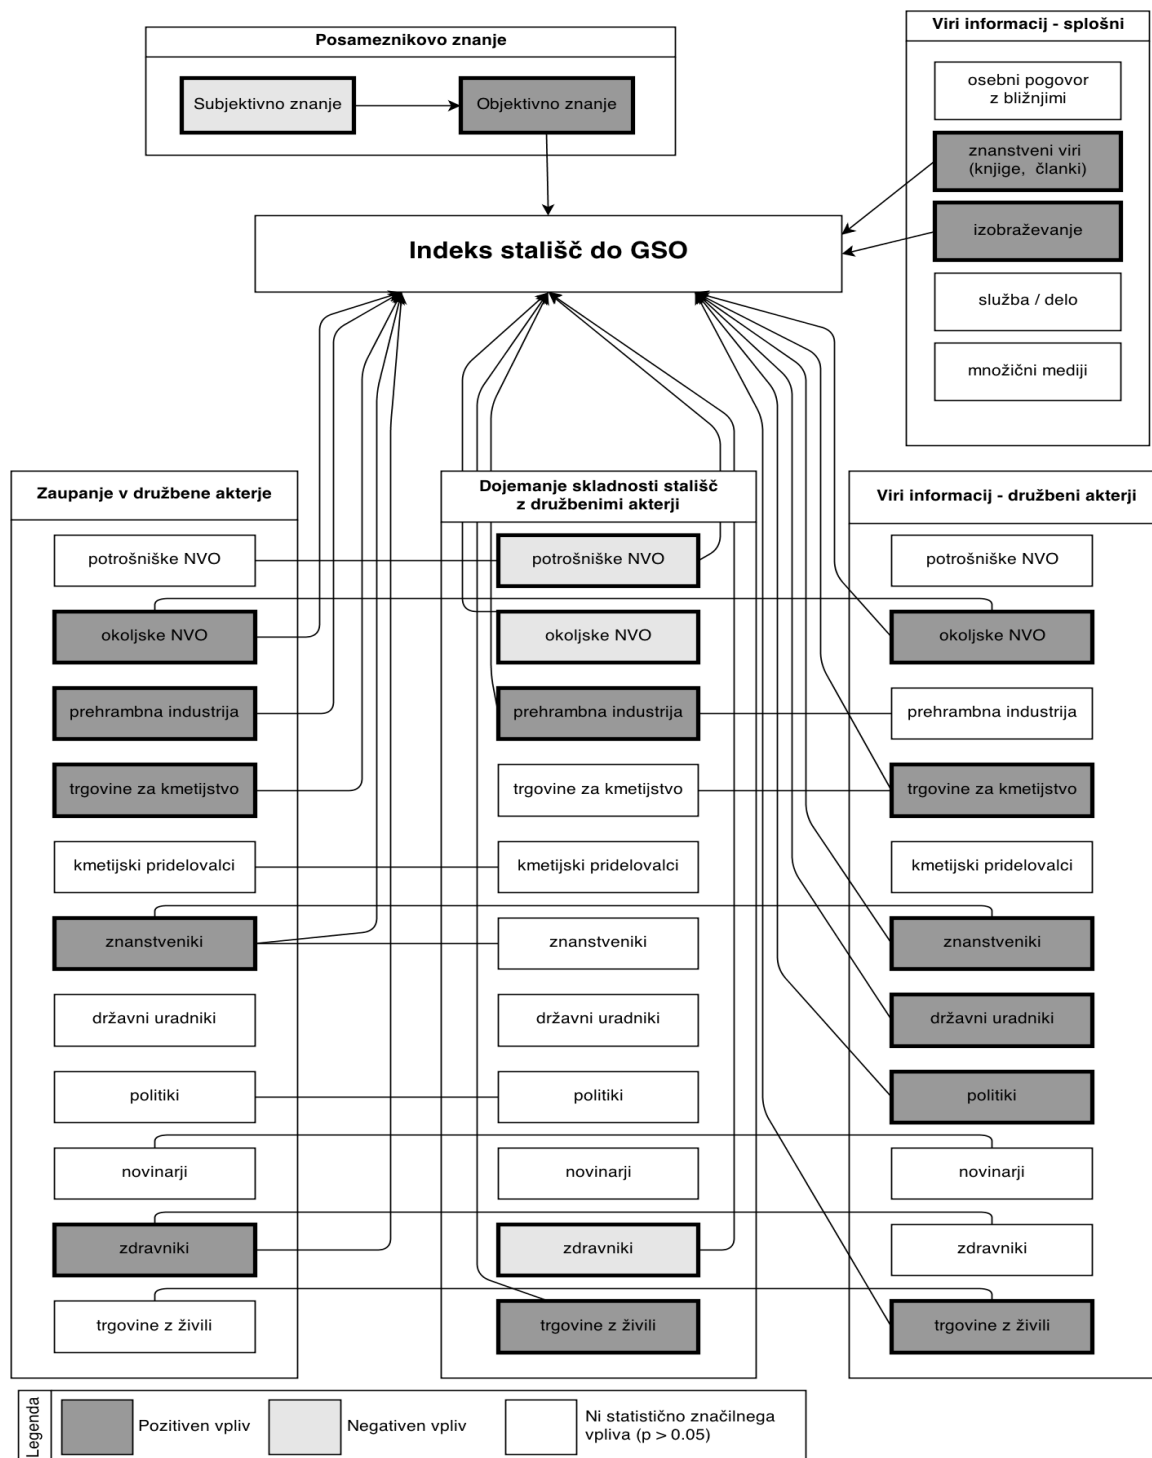 Posameznikovo znanje
Subjektivno znanje
Objektivno znanje
Viri informacij - splošni
osebni pogovor
z bližnjimi
znanstveni viri
(knjige, članki)
izobraževanje
služba / delo
množični mediji
Indeks stališč do GSO
Zaupanje v družbene akterje
potrošniške NVO
okoljske NVO
prehrambna industrija
trgovine za kmetijstvo
kmetijski pridelovalci
znanstveniki
državni uradniki
politiki
novinarji
zdravniki
trgovine z živili
Dojemanje skladnosti stališč
z družbenimi akterji
potrošniške NVO
okoljske NVO
prehrambna industrija
trgovine za kmetijstvo
kmetijski pridelovalci
znanstveniki
državni uradniki
politiki
novinarji
zdravniki
trgovine z živili
Viri informacij - družbeni akterji
potrošniške NVO
okoljske NVO
prehrambna industrija
trgovine za kmetijstvo
kmetijski pridelovalci
znanstveniki
državni uradniki
politiki
novinarji
zdravniki
trgovine z živili
Legenda
Pozitiven vpliv
Negativen vpliv
Ni statistično značilnega
vpliva (p > 0.05)